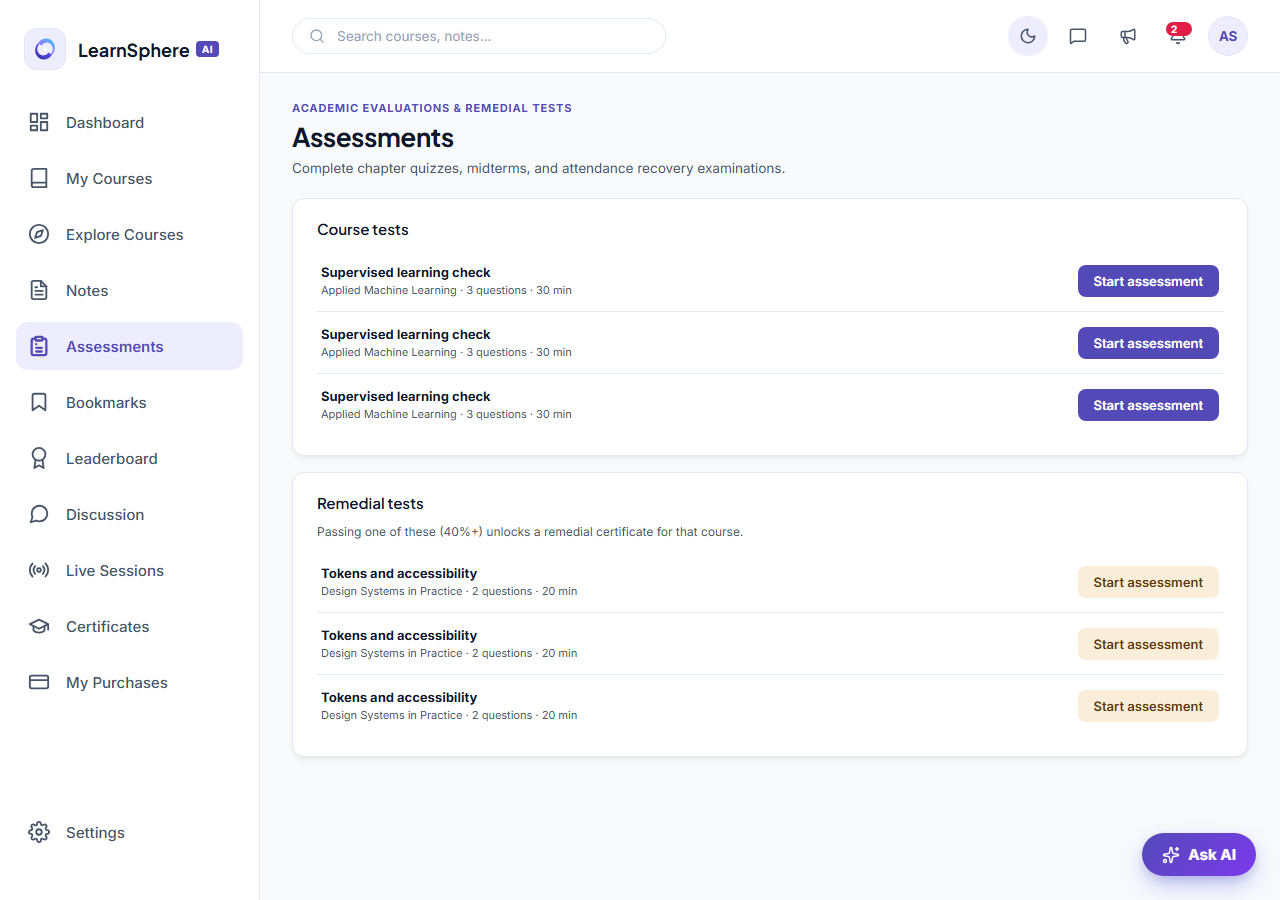 LearnSphere AI
Search courses, notes...
2
AS
Dashboard
My Courses
Explore Courses
Notes
Assessments
Bookmarks
Leaderboard
Discussion
Live Sessions
Certificates
My Purchases
Settings
ACADEMIC EVALUATIONS & REMEDIAL TESTS
Assessments
Complete chapter quizzes, midterms, and attendance recovery examinations.
Course tests
Supervised learning check
Applied Machine Learning · 3 questions · 30 min
Start assessment
Supervised learning check
Applied Machine Learning · 3 questions · 30 min
Start assessment
Supervised learning check
Applied Machine Learning · 3 questions · 30 min
Start assessment
Remedial tests
Passing one of these (40%+) unlocks a remedial certificate for that course.
Tokens and accessibility
Design Systems in Practice · 2 questions · 20 min
Start assessment
Tokens and accessibility
Design Systems in Practice · 2 questions · 20 min
Start assessment
Tokens and accessibility
Design Systems in Practice · 2 questions · 20 min
Start assessment
Ask AI